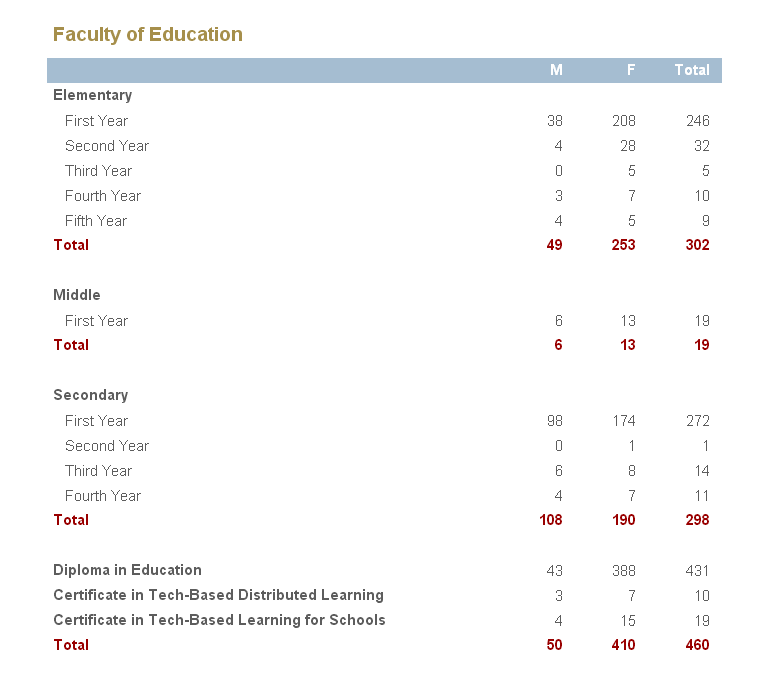 Faculty of Education
M F Total
Elementary
First Year 38 208 246
Second Year 4 28 32
Third Year 0 5 5
Fourth Year 3 7 10
Fifth Year 4 5 9
Total 49 253 302
Middle
First Year 6 13 19
Total 6 13 19
Secondary
First Year 98 174 272
Second Year 0 1 1
Third Year 6 8 14
Fourth Year 4 7 11
Total 108 190 298
Diploma in Education 43 388 431
Certificate in Tech-Based Distributed Learning 3 7 10
Certificate in Tech-Based Learning for Schools 4 15 19
Total 50 410 460